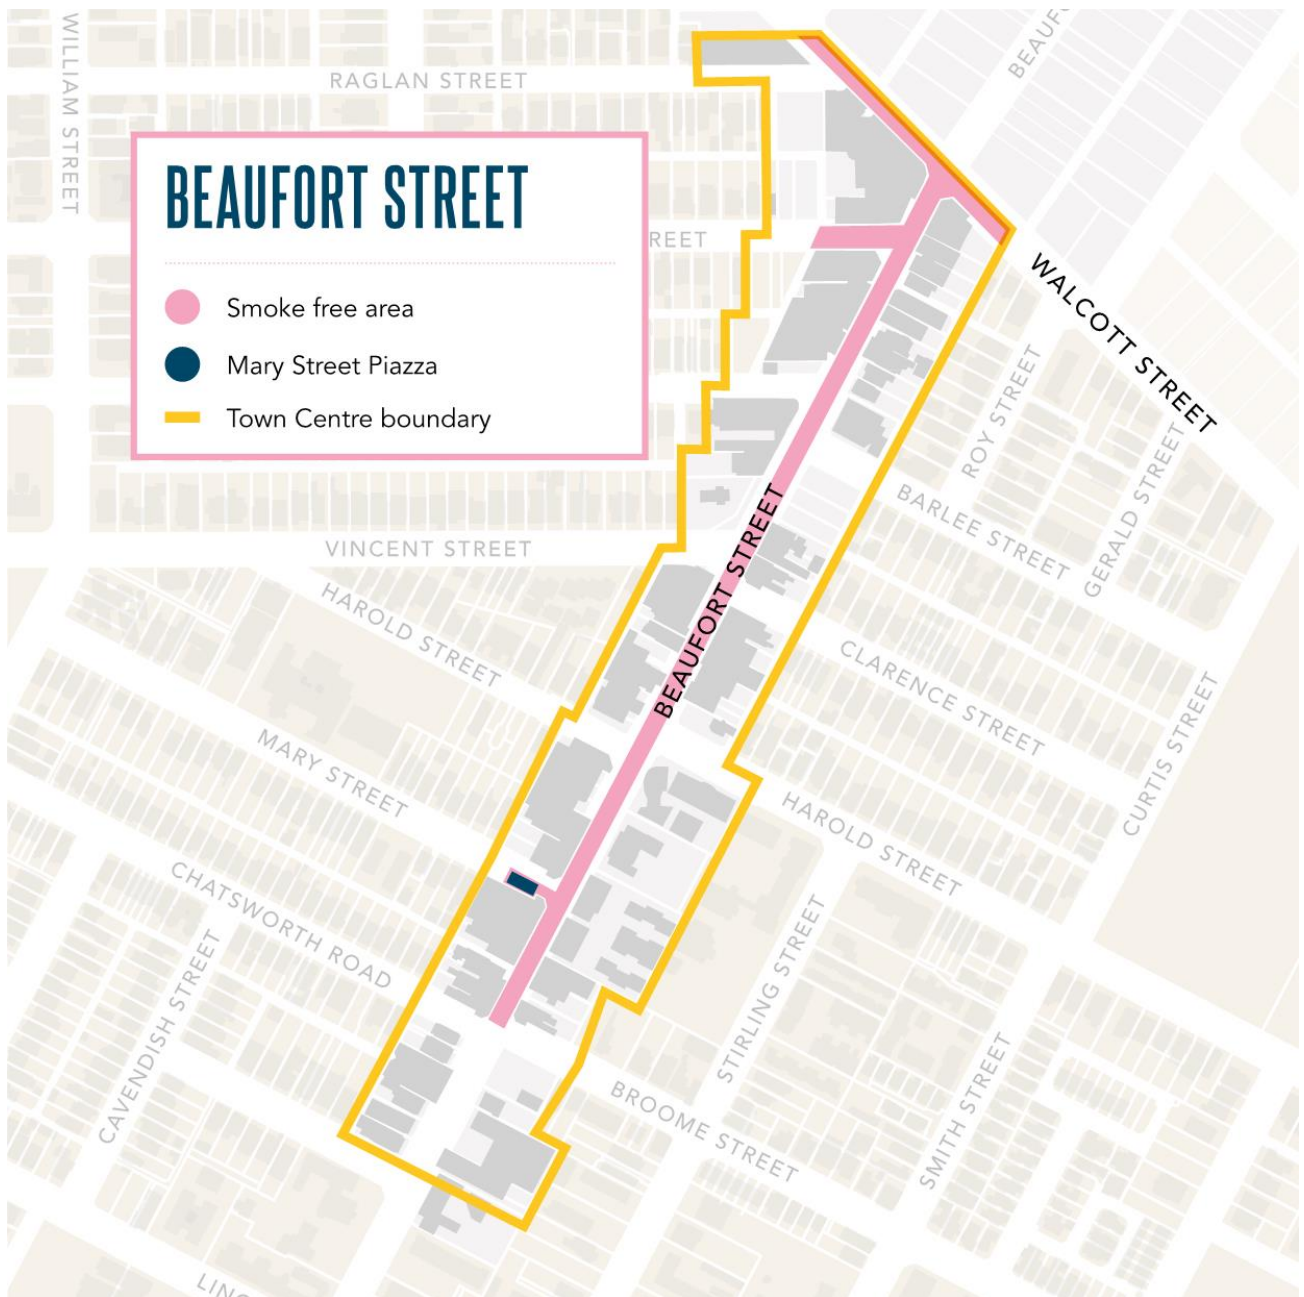 WILLIAM STREET
RAGLAN STREET
BEAUF
BEAUFORT STREET
REET
Smoke free area
Mary Street Piazza
Town Centre boundary
WALCOTT STREET
ROY STREET
GERALD STREET
BARLEE STREET
VINCENT STREET
BEAUFORT STREET
HAROLD STREET
CLARENCE STREET
CURTIS STREET
MARY STREET
HAROLD STREET
CHATSWORTH ROAD
STIRLING STREET
CAVENDISH STREET
BROOME STREET
SMITH STREET
LINC